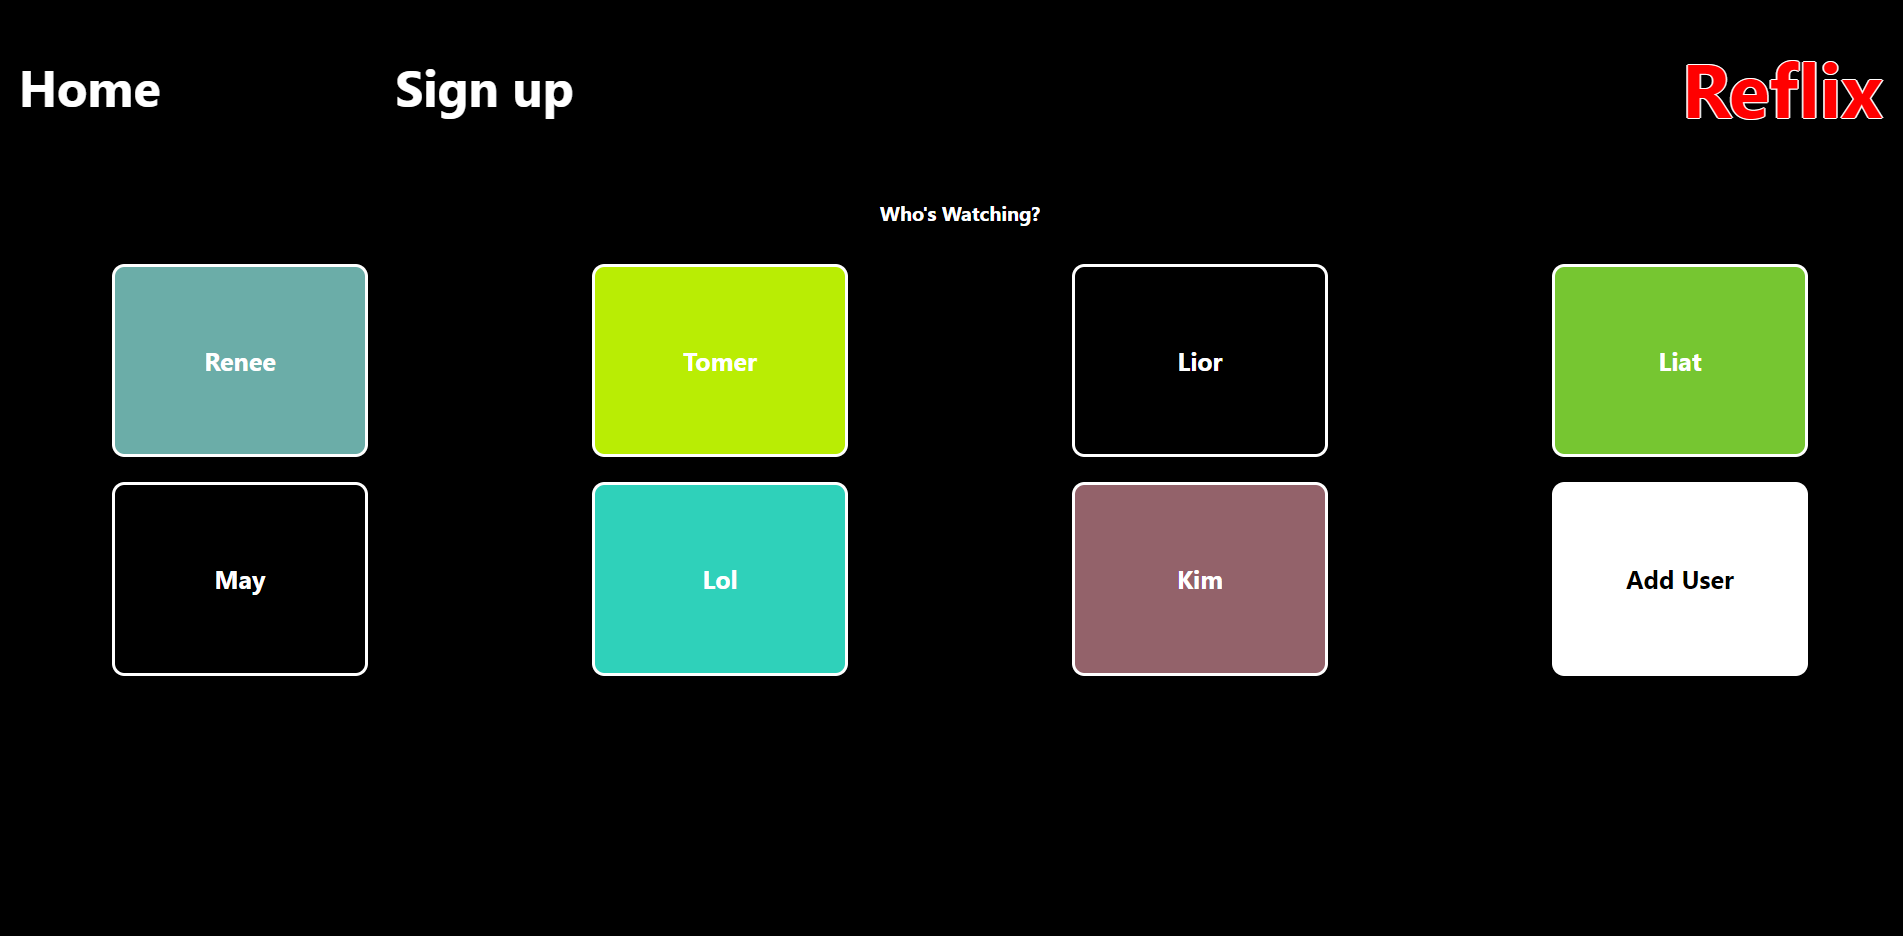 Home Sign up Reflix
Who's Watching?
Renee Tomer Lior Liat
May Lol Kim Add User